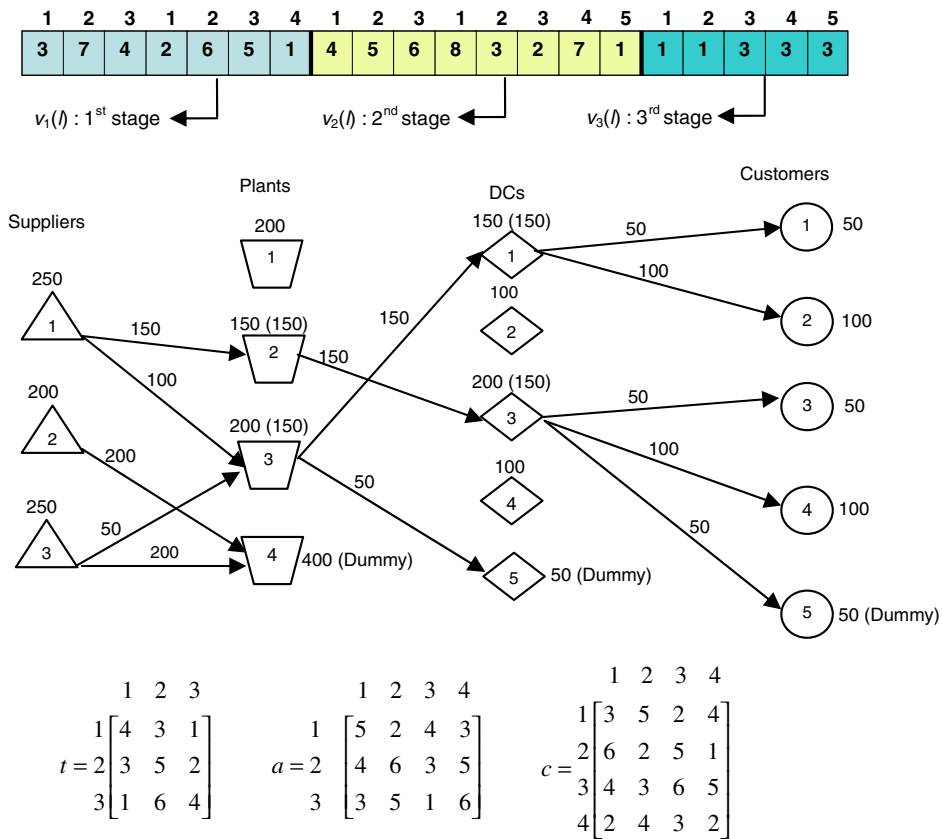 1 2 3 1 2 3 4 1 2 3 1 2 3 4 5 1 2 3 4 5
3 7 4 2 6 5 1 4 5 6 8 3 2 7 1 1 1 3 3 3
v1(l) : 1st stage v2(l) : 2nd stage v3(l) : 3rd stage
Suppliers Plants DCs Customers
250
1
200
2
250
3
150
100
200
50
200
200
1
150 (150)
2
200 (150)
3
4
400 (Dummy)
150
150
50
150 (150)
1
100
2
200 (150)
3
100
4
5
50 (Dummy)
50
100
50
100
50
1 50
2 100
3 50
4 100
5 50 (Dummy)
1 2 3
1 4 3 1
t = 2 3 5 2
3 1 6 4
1 2 3 4
1 5 2 4 3
a = 2 4 6 3 5
3 3 5 1 6
1 2 3 4
1 3 5 2 4
2 6 2 5 1
c =
3 4 3 6 5
4 2 4 3 2